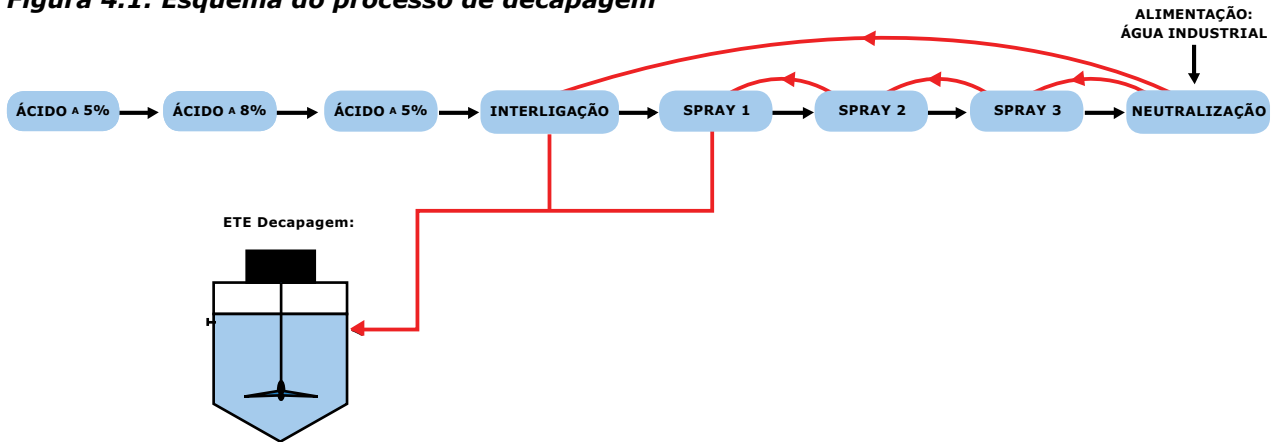 Figura 4.1: Esquema do processo de decapagem
ALIMENTAÇÃO:
ÁGUA INDUSTRIAL
ÁCIDO A 5%
ÁCIDO A 8%
ÁCIDO A 5%
INTERLIGAÇÃO
SPRAY 1
SPRAY 2
SPRAY 3
NEUTRALIZAÇÃO
ETE Decapagem: